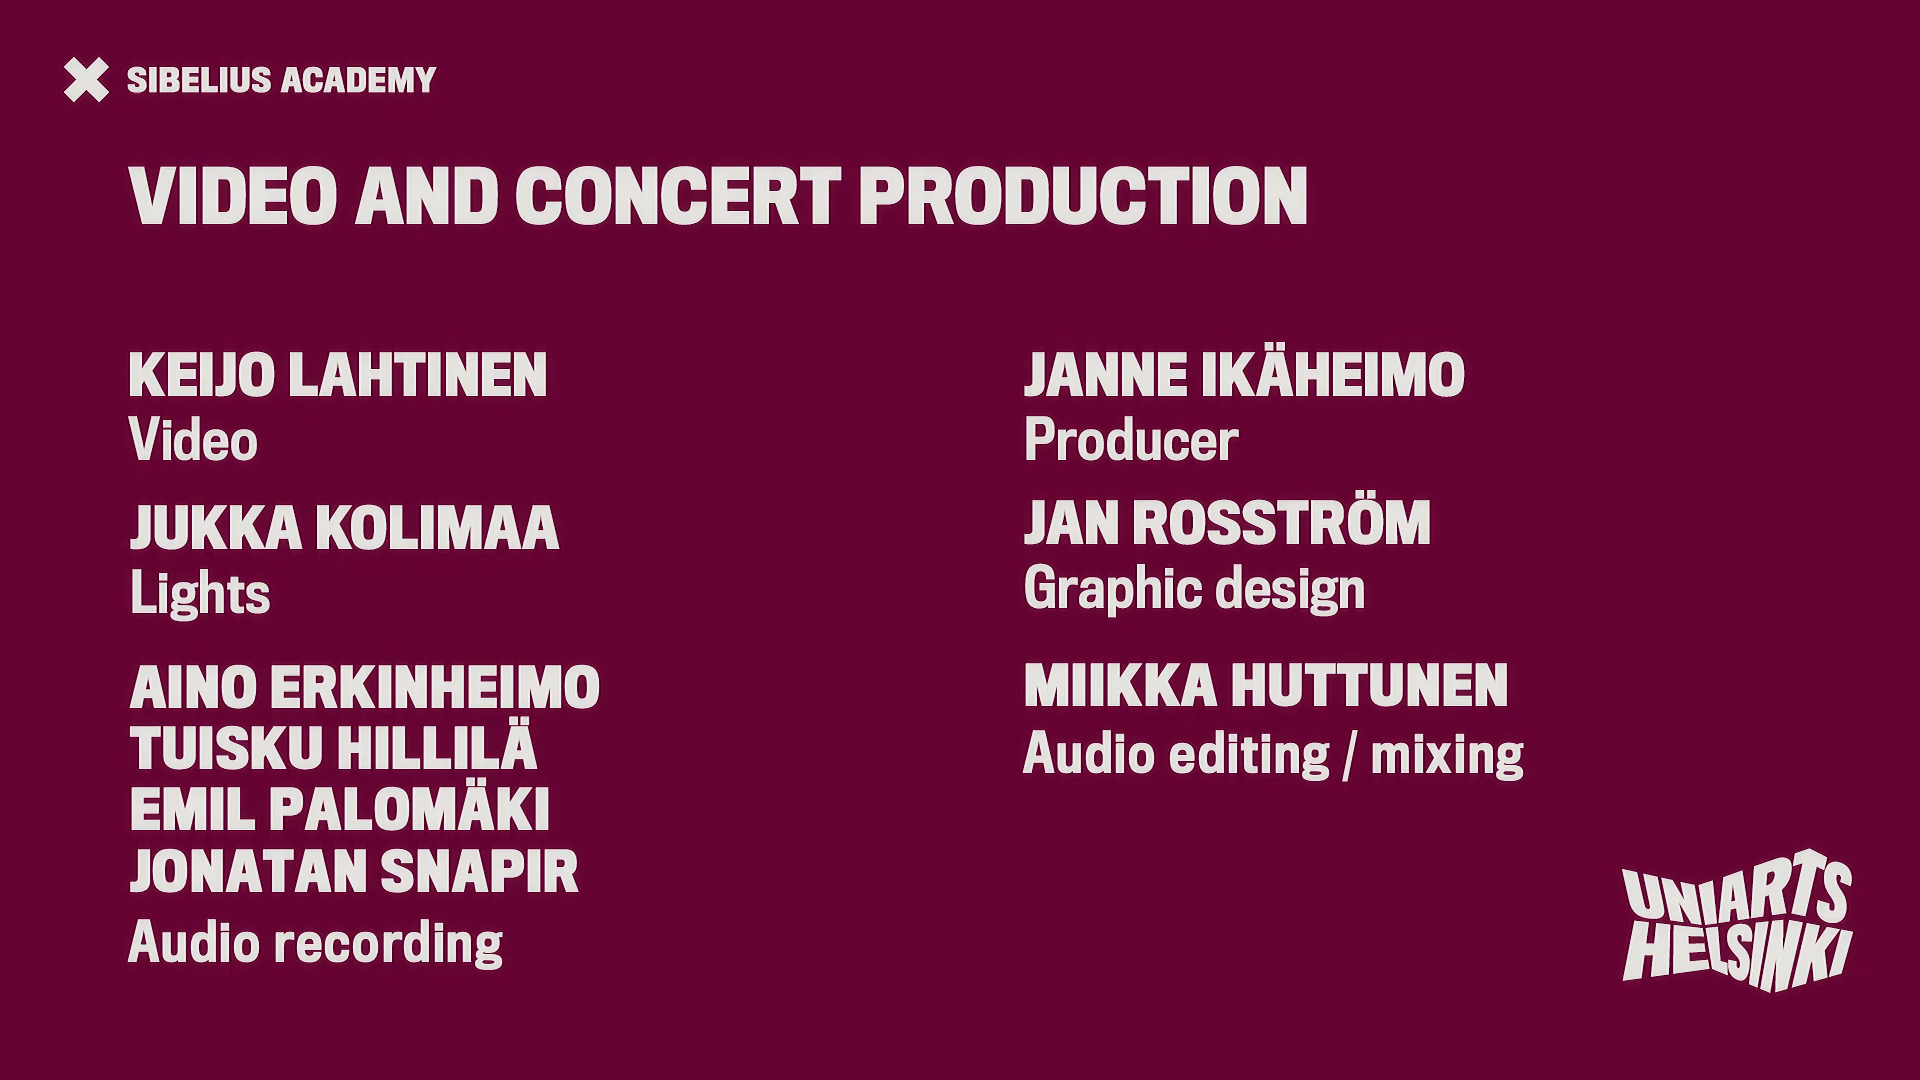 SIBELIUS ACADEMY
VIDEO AND CONCERT PRODUCTION
KEIJO LAHTINEN
Video
JUKKA KOLIMAA
Lights
AINO ERKINHEIMO
TUISKU HILLILÄ
EMIL PALOMÄKI
JONATAN SNAPIR
Audio recording
JANNE IKÄHEIMO
Producer
JAN ROSSTRÖM
Graphic design
MIIKKA HUTTUNEN
Audio editing / mixing
UNIARTS
HELSINKI